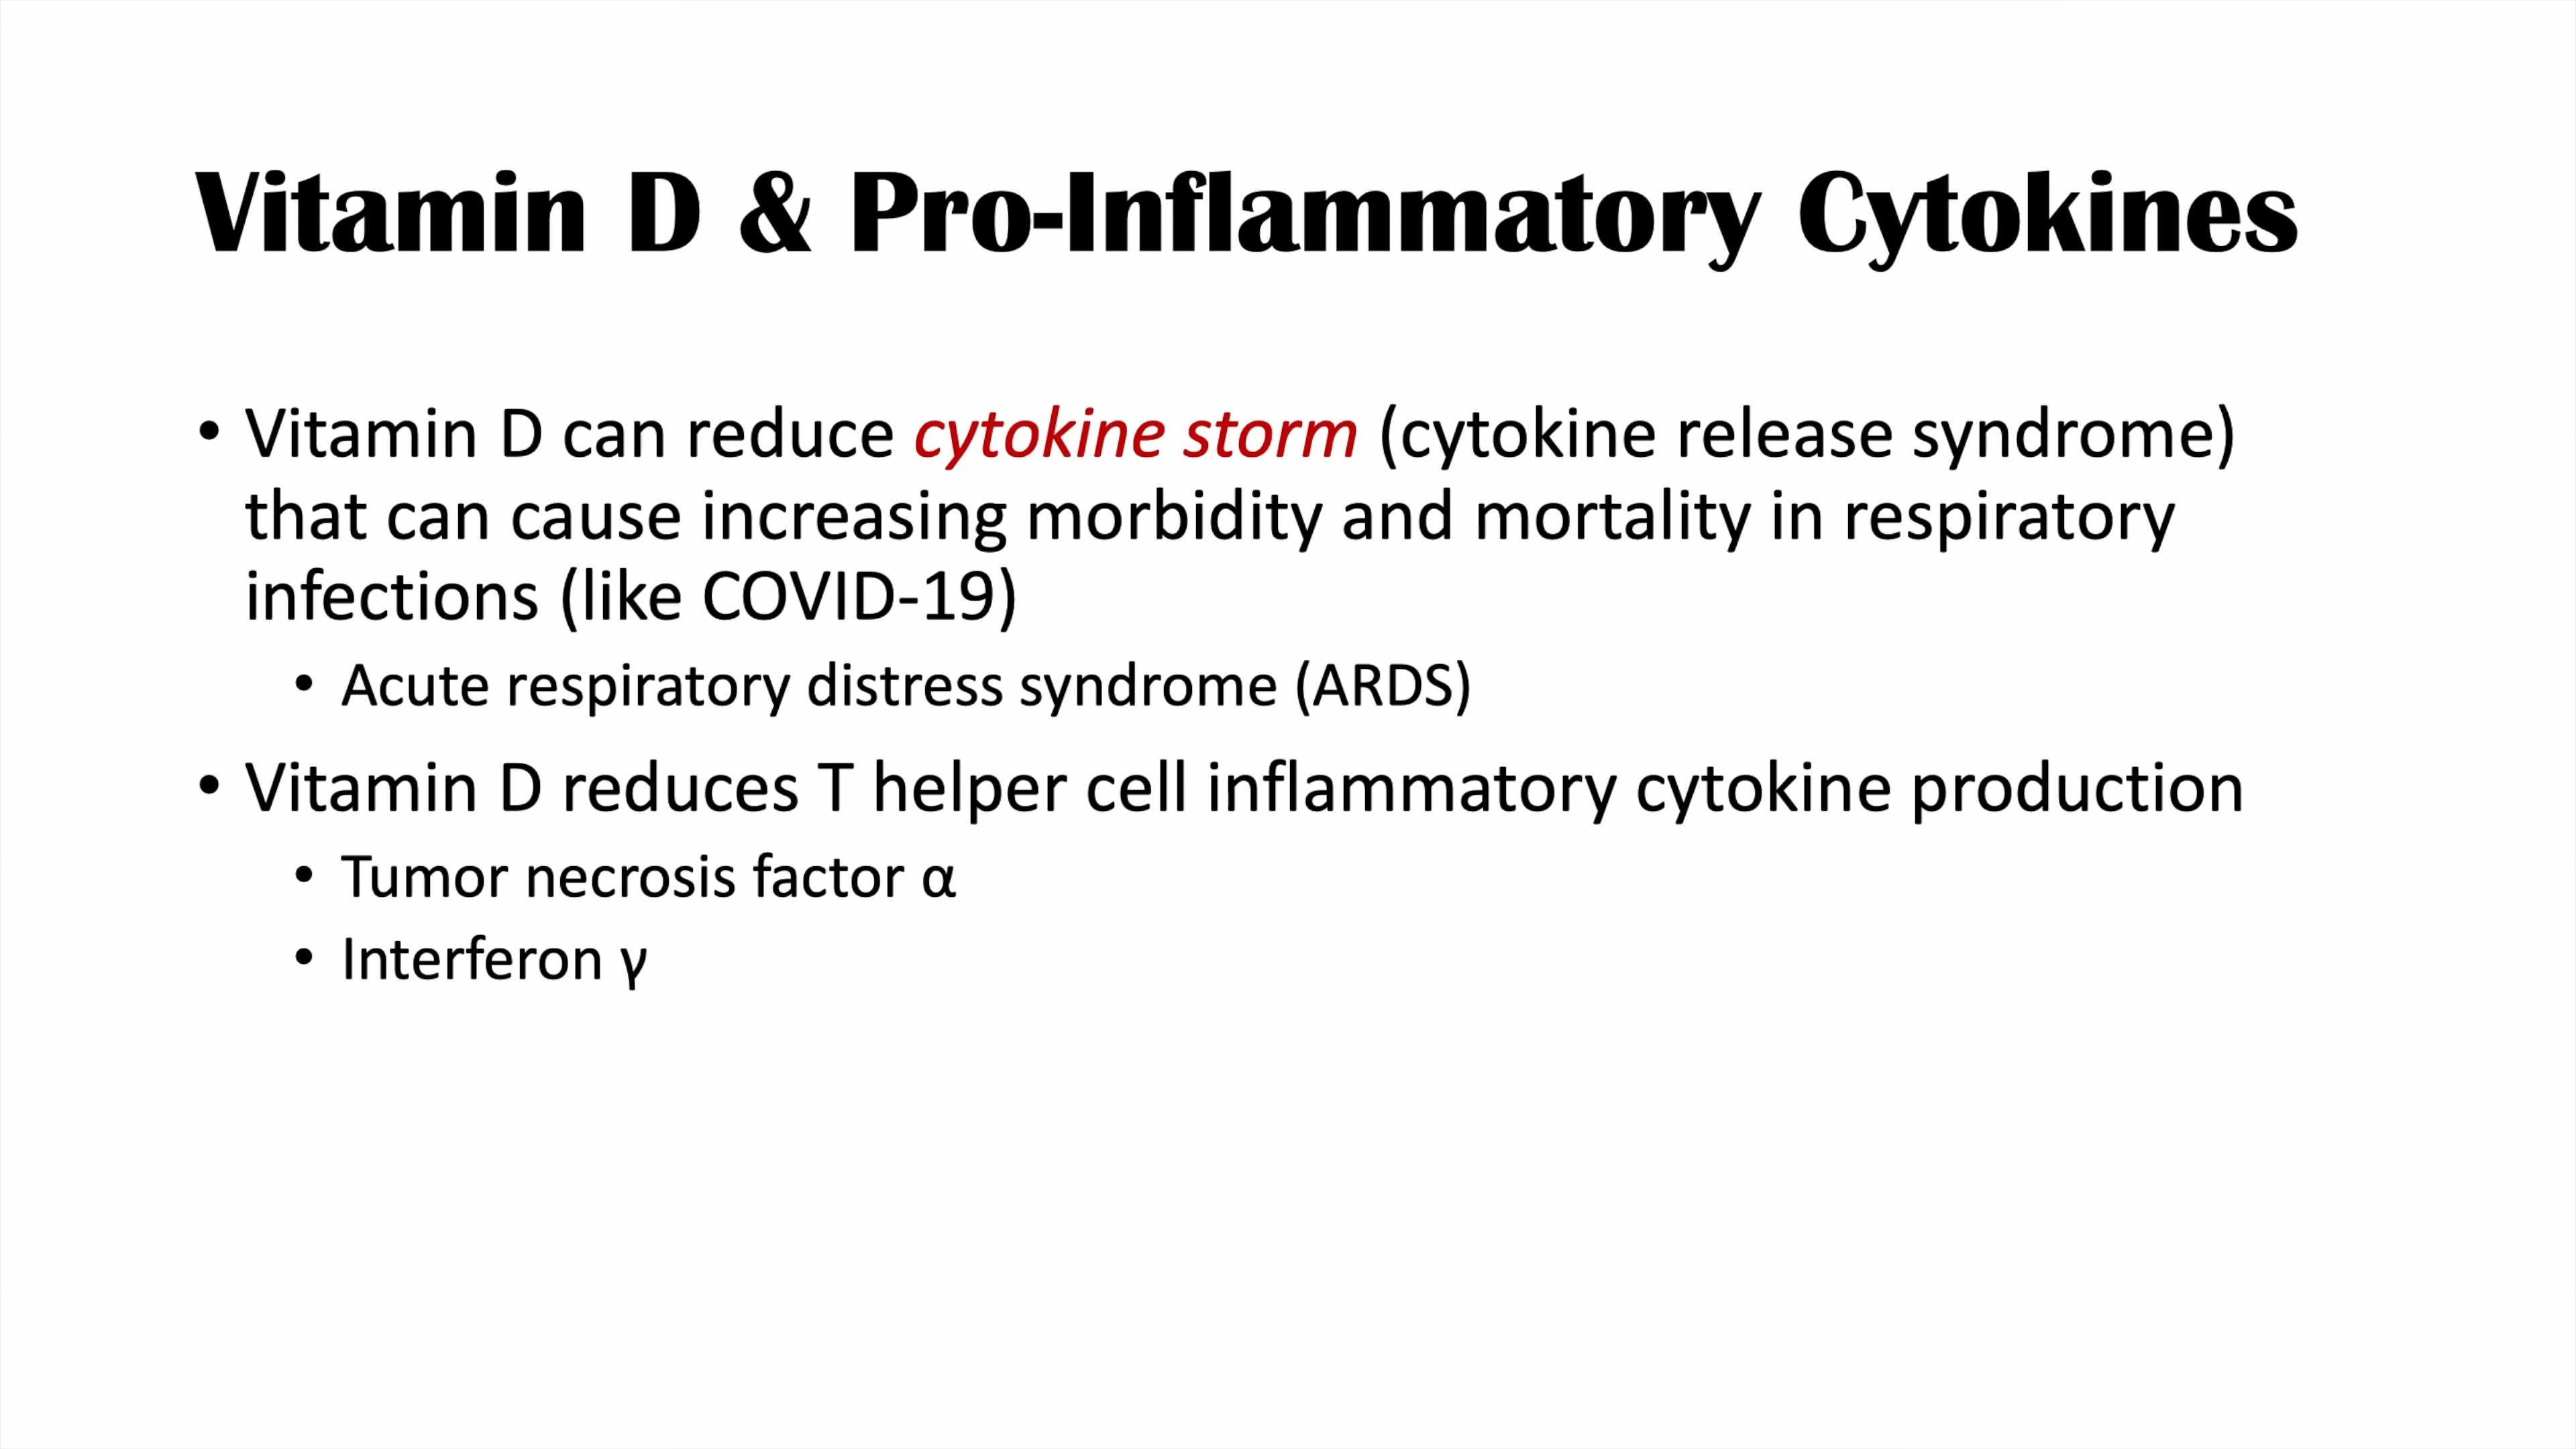 Vitamin D & Pro-Inflammatory Cytokines
• Vitamin D can reduce cytokine storm (cytokine release syndrome)
that can cause increasing morbidity and mortality in respiratory
infections (like COVID-19)
• Acute respiratory distress syndrome (ARDS)
• Vitamin D reduces T helper cell inflammatory cytokine production
• Tumor necrosis factor α
• Interferon γ